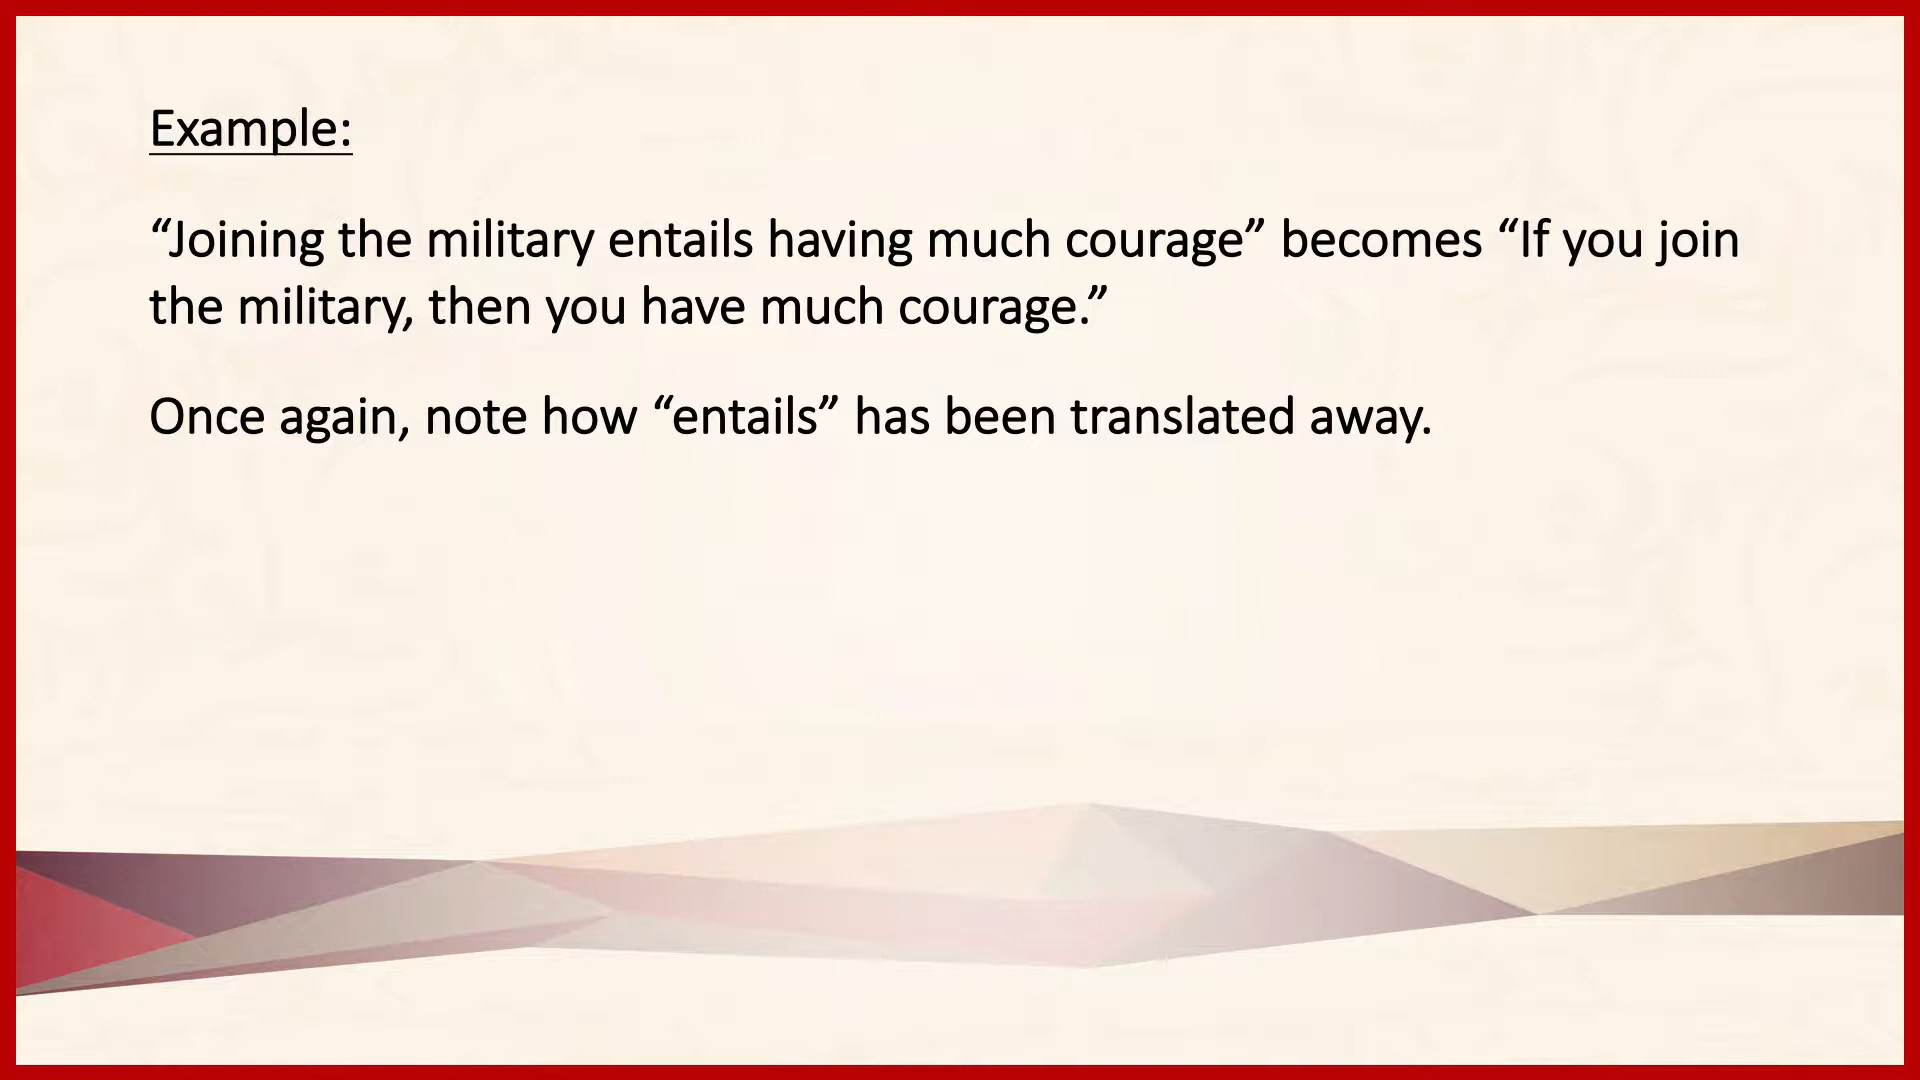 Example:
“Joining the military entails having much courage” becomes “If you join
the military, then you have much courage.”
Once again, note how “entails” has been translated away.